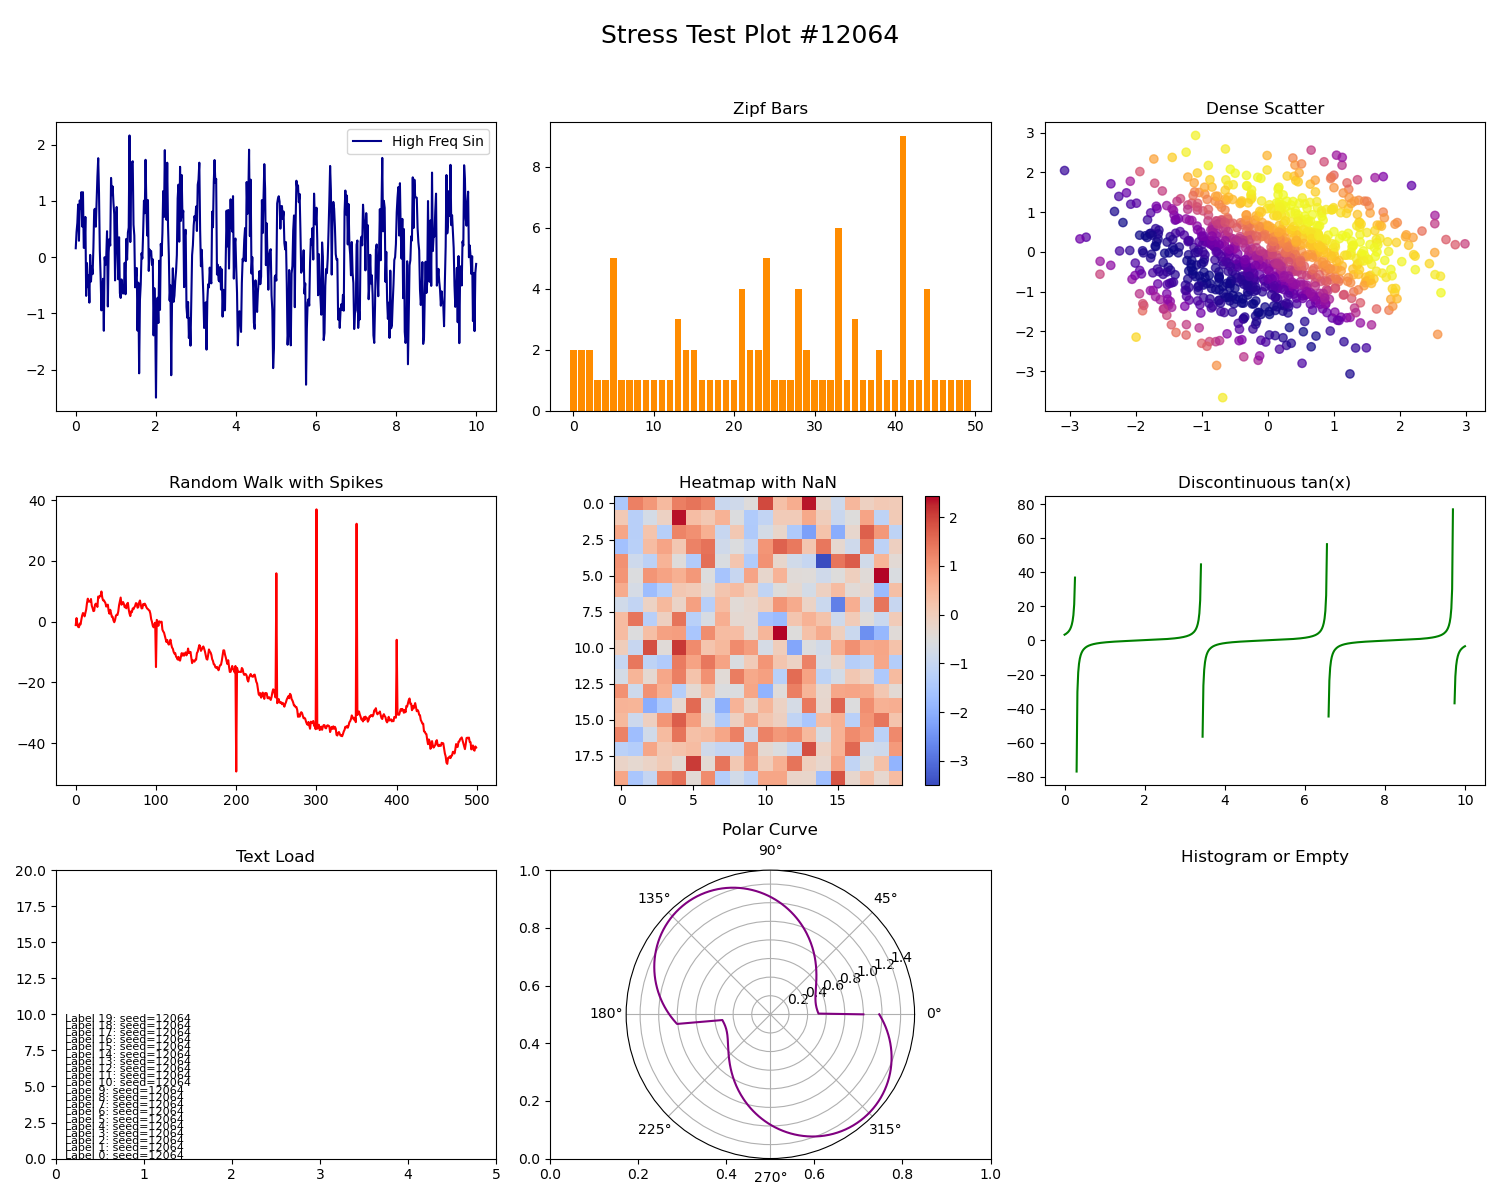 Stress Test Plot #12064
High Freq Sin
2
1
0
−1
−2
0 2 4 6 8 10
Zipf Bars
8
6
4
2
0
0 10 20 30 40 50
Dense Scatter
3
2
1
0
−1
−2
−3
−3 −2 −1 0 1 2 3
Random Walk with Spikes
40
20
0
−20
−40
0 100 200 300 400 500
Heatmap with NaN
0.0
2.5
5.0
7.5
10.0
12.5
15.0
17.5
0 5 10 15
2
1
0
−1
−2
−3
Discontinuous tan(x)
80
60
40
20
0
−20
−40
−60
−80
0 2 4 6 8 10
Text Load
20.0
17.5
15.0
12.5
10.0
7.5
5.0
2.5
0.0
Label 19: seed=12064
Label 18: seed=12064
Label 17: seed=12064
Label 16: seed=12064
Label 15: seed=12064
Label 14: seed=12064
Label 13: seed=12064
Label 12: seed=12064
Label 11: seed=12064
Label 10: seed=12064
Label 9: seed=12064
Label 8: seed=12064
Label 7: seed=12064
Label 6: seed=12064
Label 5: seed=12064
Label 4: seed=12064
Label 3: seed=12064
Label 2: seed=12064
Label 1: seed=12064
Label 0: seed=12064
0 1 2 3 4 5
Polar Curve
1.0
0.8
0.6
0.4
0.2
0.0
0.0 0.2 0.4 0.6 0.8 1.0
90°
135° 45°
180° 0°
225° 315°
270°
0.2 0.4 0.6 0.8 1.0 1.2 1.4
Histogram or Empty